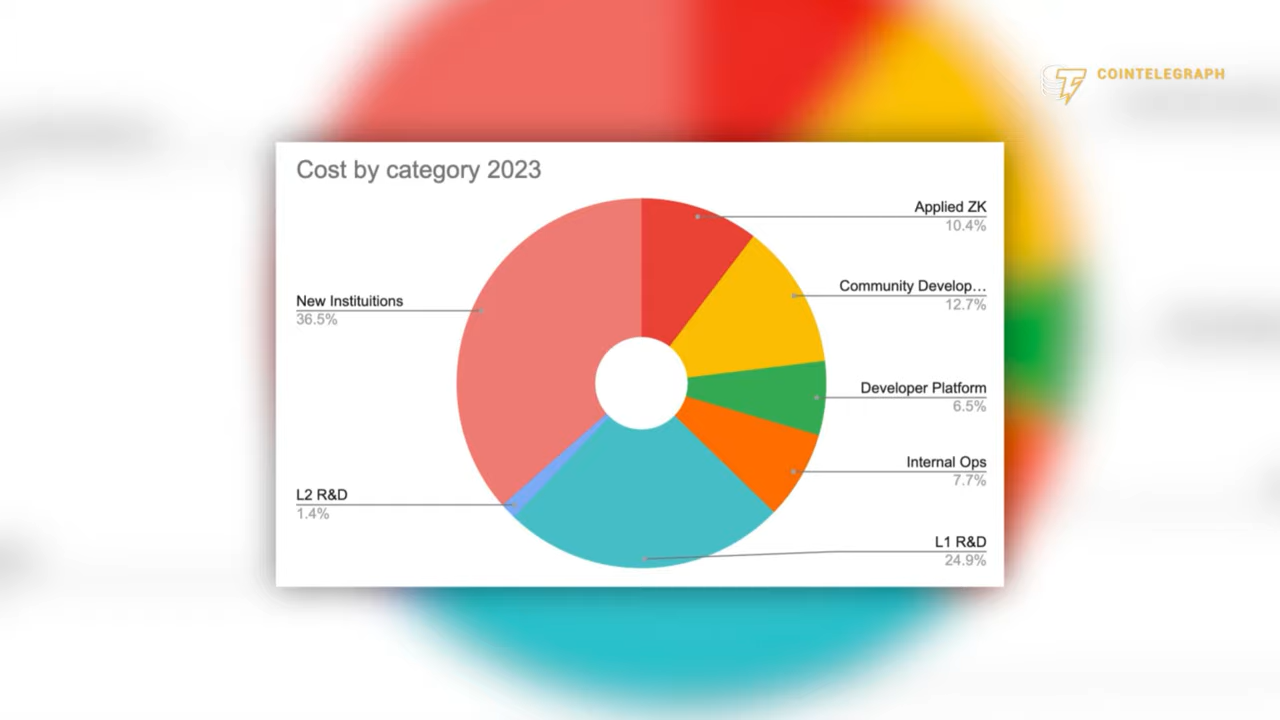 COINTELEGRAPH
Cost by category 2023
Applied ZK
10.4%
Community Develop…
12.7%
New Instituitions
36.5%
Developer Platform
6.5%
Internal Ops
7.7%
L2 R&D
1.4%
L1 R&D
24.9%